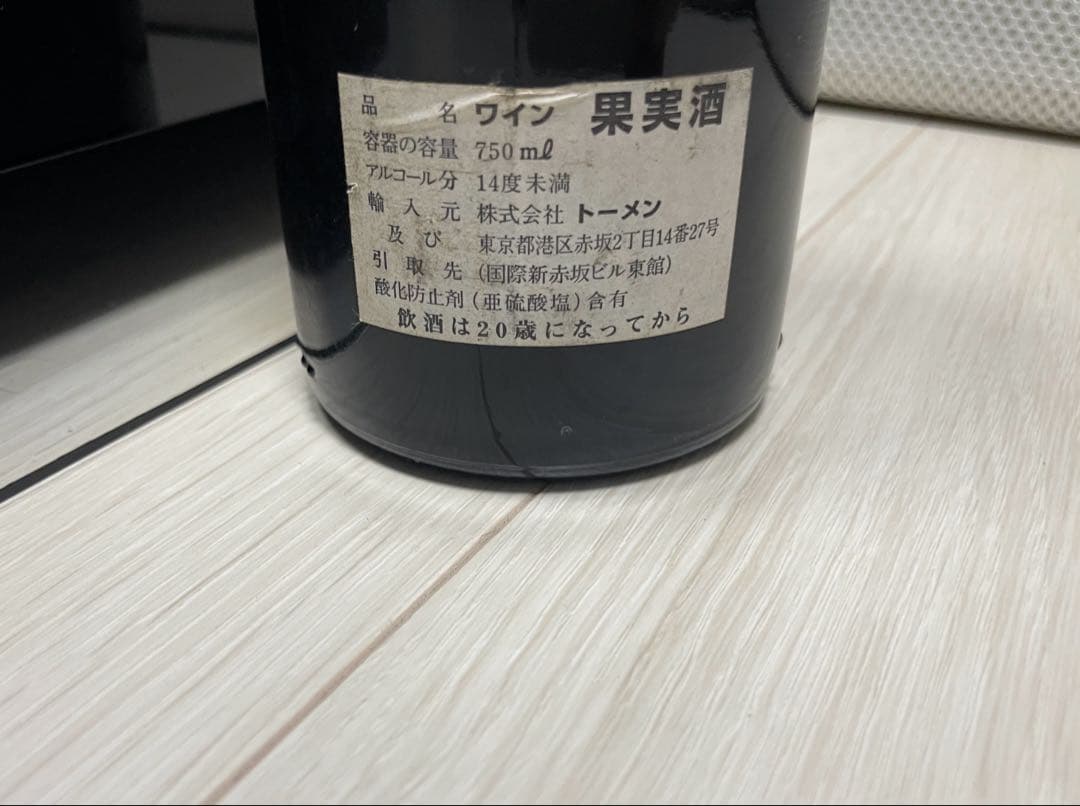 品名 ワイン 果実酒
容器の容量 750mℓ
アルコール分 14度未満
輸入元 株式会社 トーメン
及び 東京都港区赤坂2丁目14番27号
引取先 (国際新赤坂ビル東館)
酸化防止剤(亜硫酸塩)含有
飲酒は20歳になってから